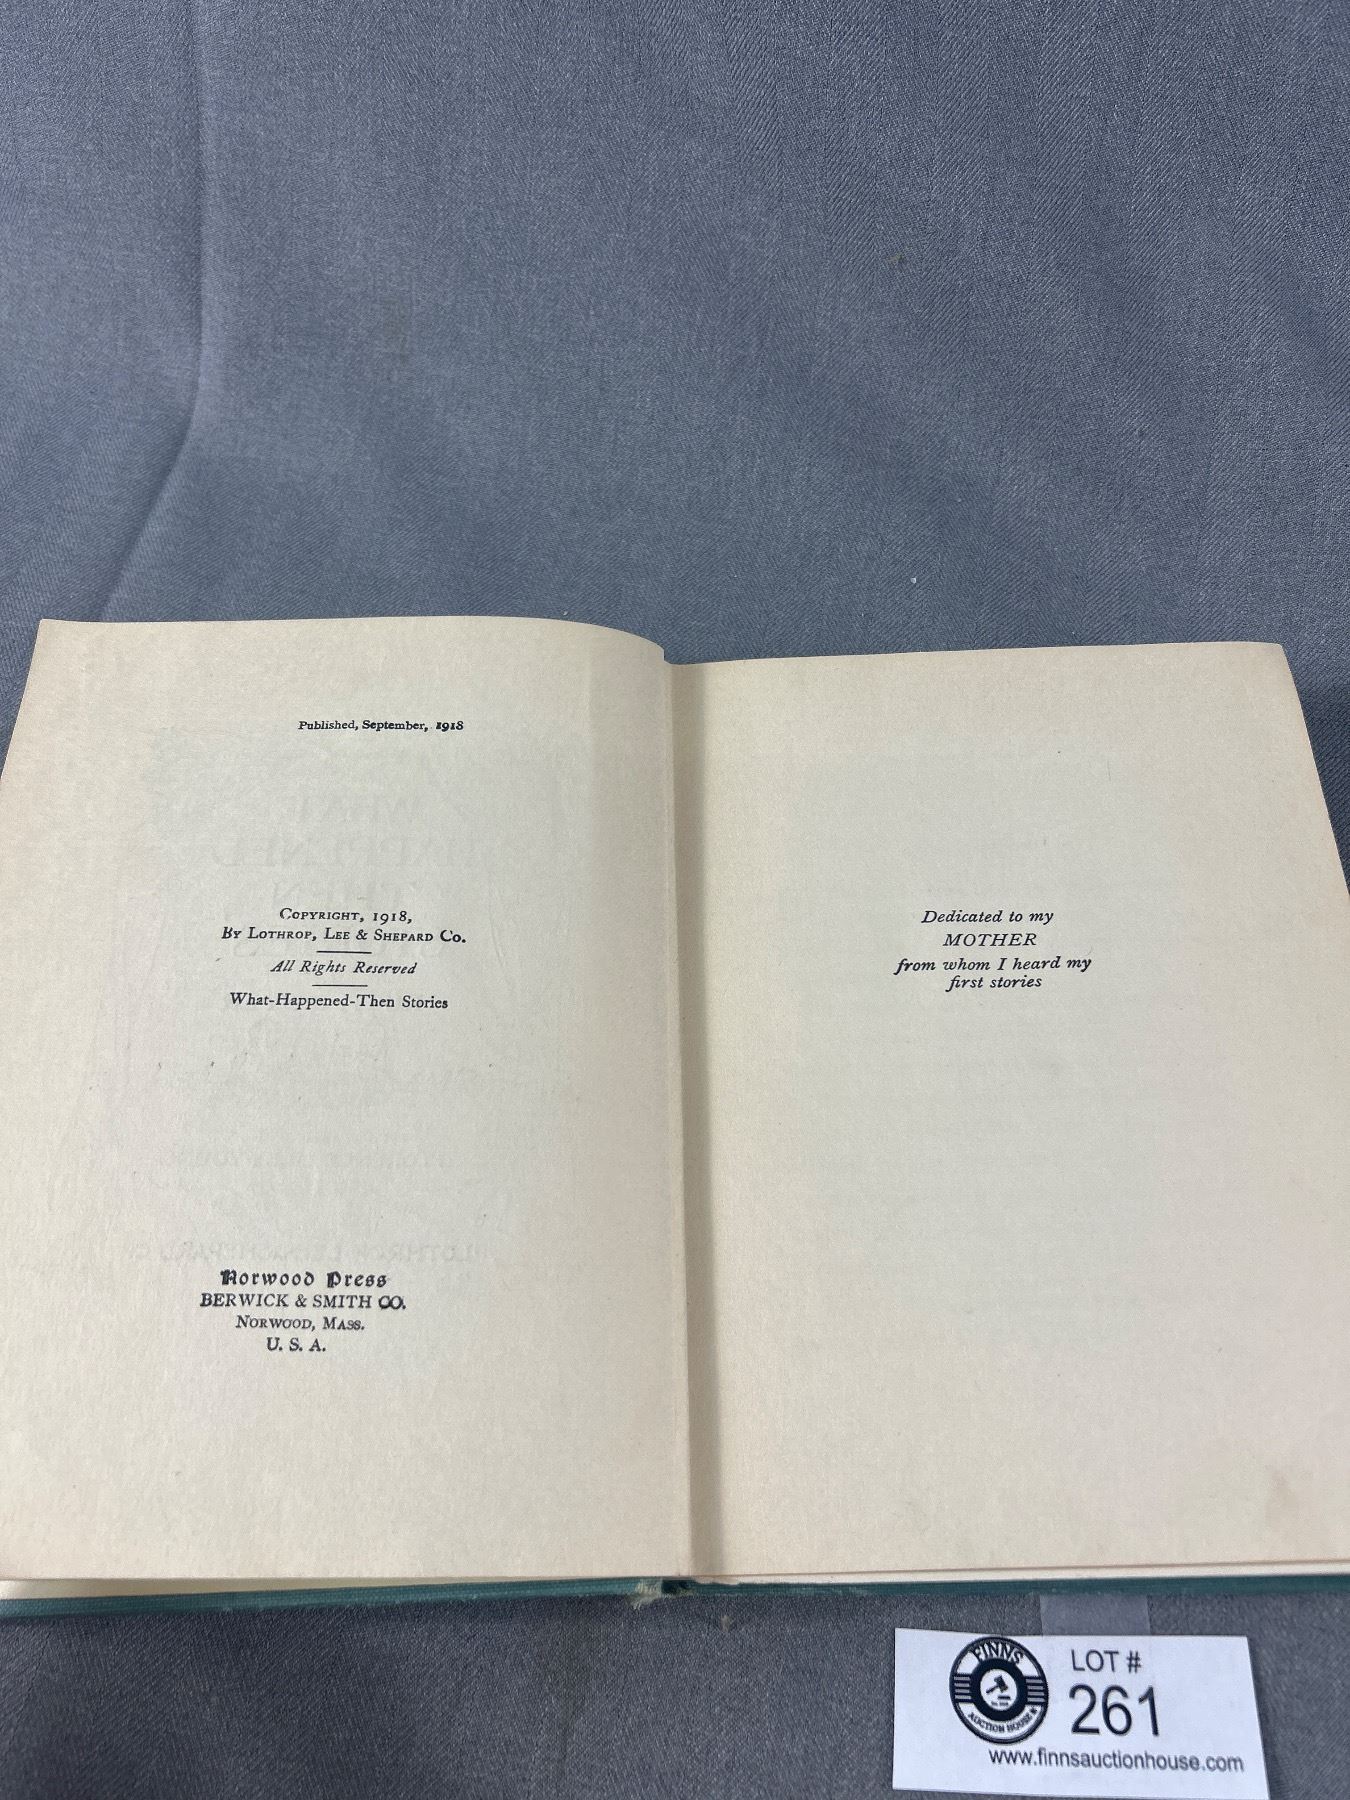 Published, September, 1918
COPYRIGHT, 1918,
BY LOTHROP, LEE & SHEPARD CO.
All Rights Reserved
What-Happened-Then Stories
Norwood Press
BERWICK & SMITH CO.
NORWOOD, MASS.
U. S. A.
Dedicated to my
MOTHER
from whom I heard my
first stories
FINNS
AUCTION HOUSE
LOT #
261
www.finnsauctionhouse.com